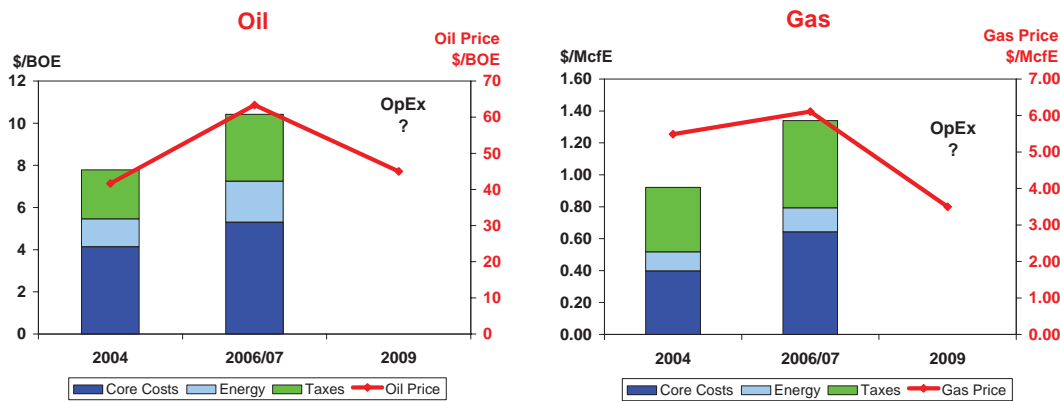 Oil
$/BOE
Oil Price
$/BOE
12
10
8
6
4
2
0
70
60
50
40
30
20
10
0
OpEx
?
2004 2006/07 2009
Core Costs Energy Taxes Oil Price
Gas
$/McfE
Gas Price
$/McfE
1.60
1.40
1.20
1.00
0.80
0.60
0.40
0.20
0.00
7.00
6.00
5.00
4.00
3.00
2.00
1.00
0.00
OpEx
?
2004 2006/07 2009
Core Costs Energy Taxes Gas Price